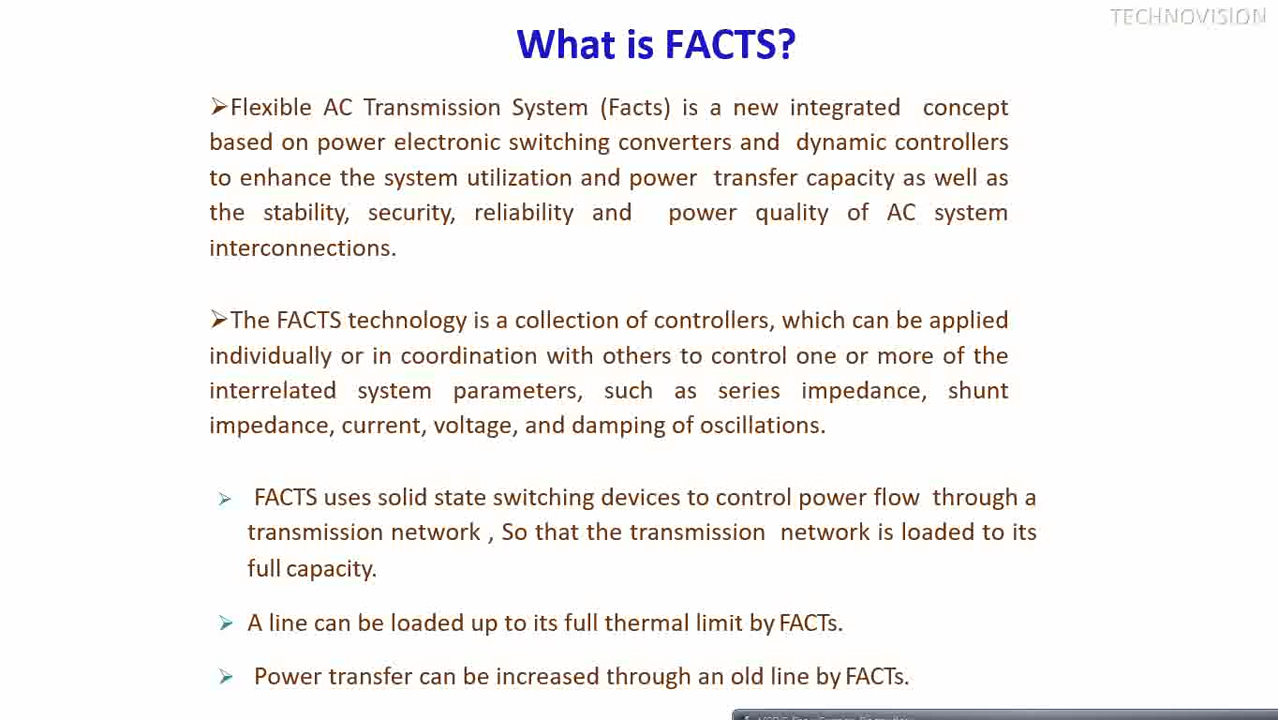 TECHNOVISION
What is FACTS?
➢Flexible AC Transmission System (Facts) is a new integrated concept
based on power electronic switching converters and dynamic controllers
to enhance the system utilization and power transfer capacity as well as
the stability, security, reliability and power quality of AC system
interconnections.
➢The FACTS technology is a collection of controllers, which can be applied
individually or in coordination with others to control one or more of the
interrelated system parameters, such as series impedance, shunt
impedance, current, voltage, and damping of oscillations.
➢ FACTS uses solid state switching devices to control power flow through a
transmission network , So that the transmission network is loaded to its
full capacity.
➢ A line can be loaded up to its full thermal limit by FACTs.
➢ Power transfer can be increased through an old line by FACTs.